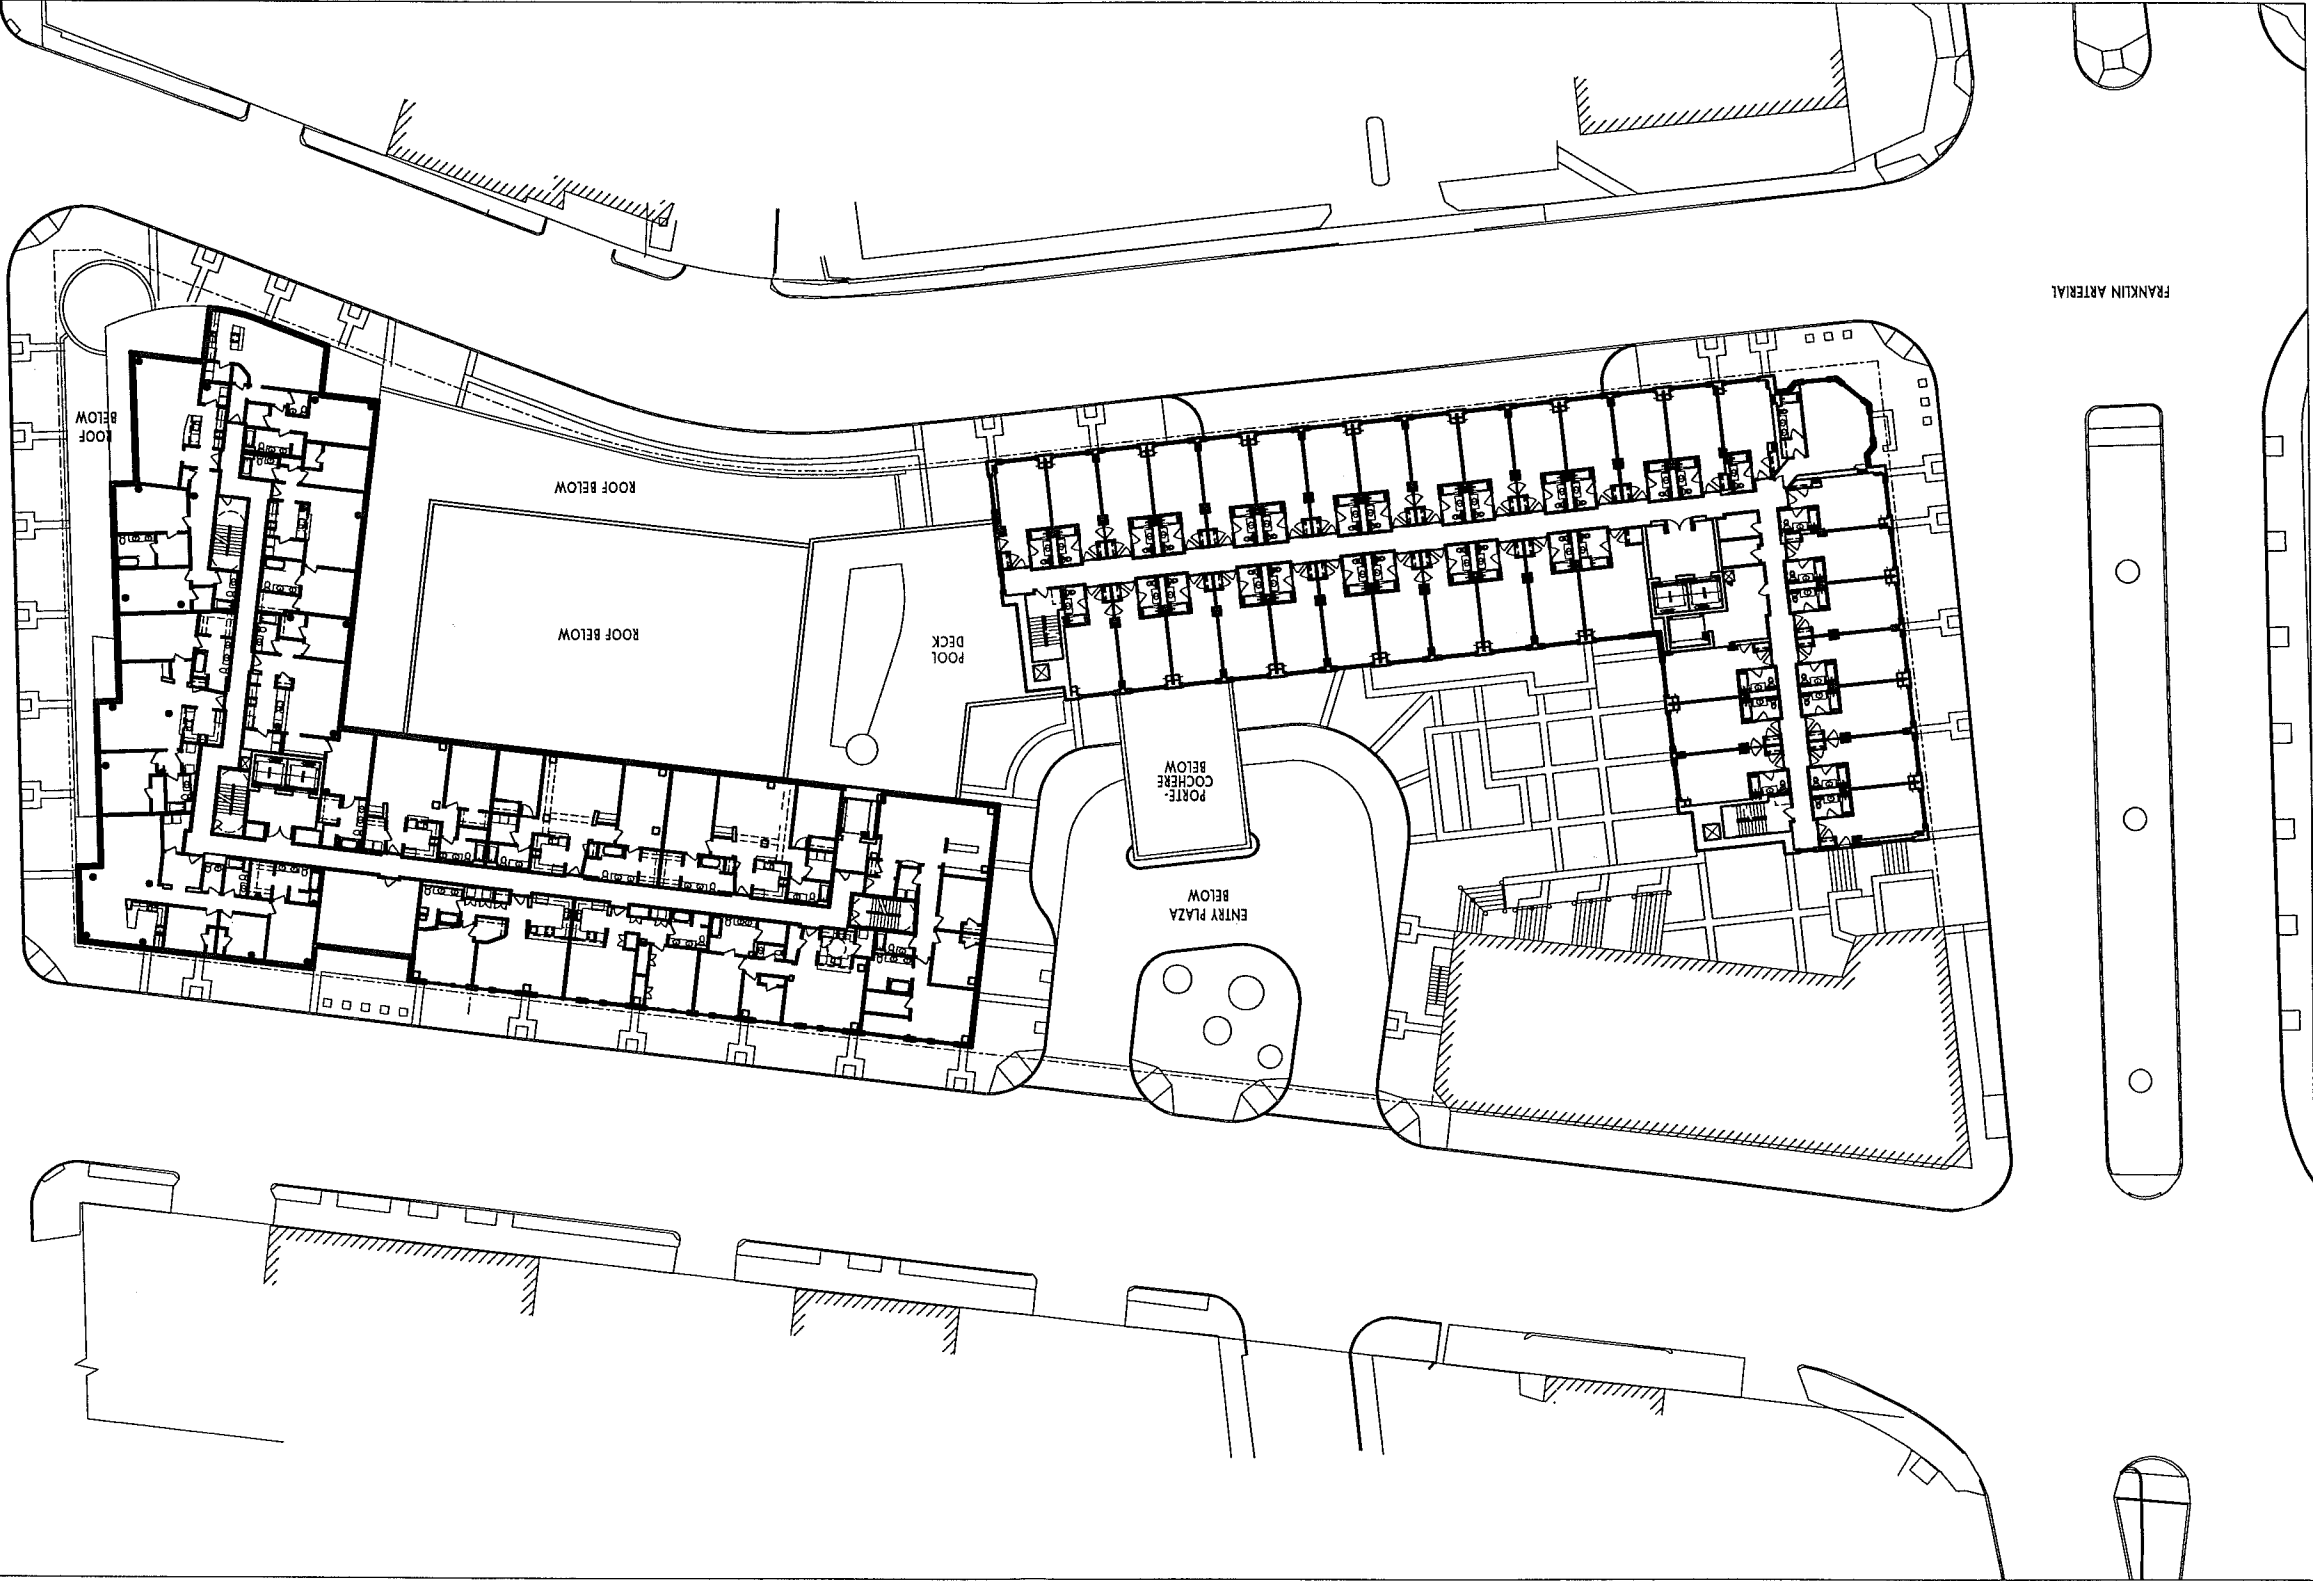 FRANKLIN ARTERIAL
ROOF
BELOW
ROOF BELOW
ROOF BELOW
POOL
DECK
PORTE-
COCHERE
BELOW
ENTRY PLAZA
BELOW